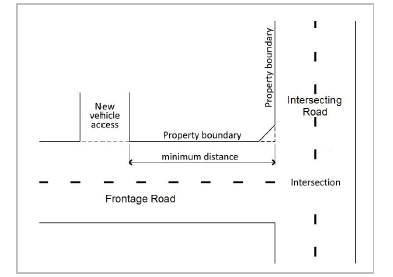 Property boundary
New
vehicle
access
Intersecting
Road
Property boundary
minimum distance
Intersection
Frontage Road